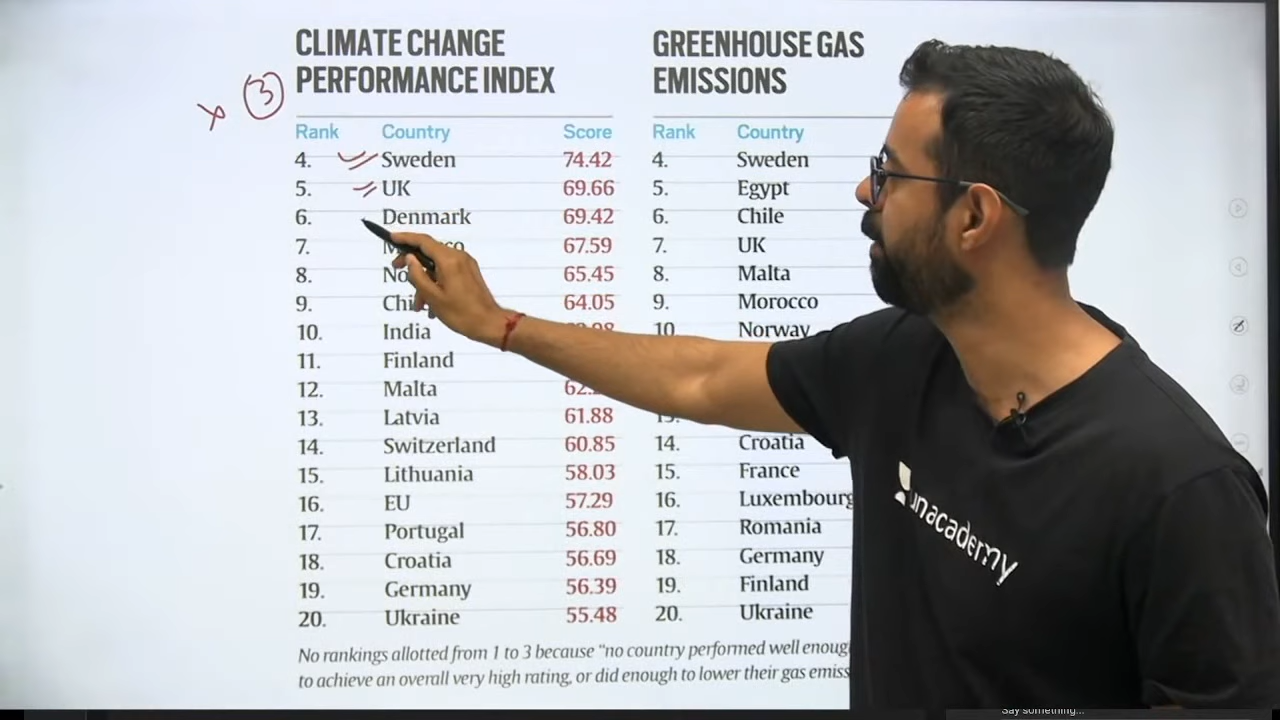 CLIMATE CHANGE
PERFORMANCE INDEX
× 3
Rank Country Score
4. Sweden 74.42
5. UK 69.66
6. Denmark 69.42
7. 67.59
8. 65.45
9. 64.05
10. India
11. Finland
12. Malta
13. Latvia 61.88
14. Switzerland 60.85
15. Lithuania 58.03
16. EU 57.29
17. Portugal 56.80
18. Croatia 56.69
19. Germany 56.39
20. Ukraine 55.48
GREENHOUSE GAS
EMISSIONS
Rank Country
4. Sweden
5. Egypt
6. Chile
7. UK
8. Malta
9. Morocco
10. Norway
14. Croatia
15. France
16. Luxembourg
17. Romania
18. Germany
19. Finland
20. Ukraine
No rankings allotted from 1 to 3 because "no country performed well
to achieve an overall very high rating, or did enough to lower their gas
unacademy
Say something...